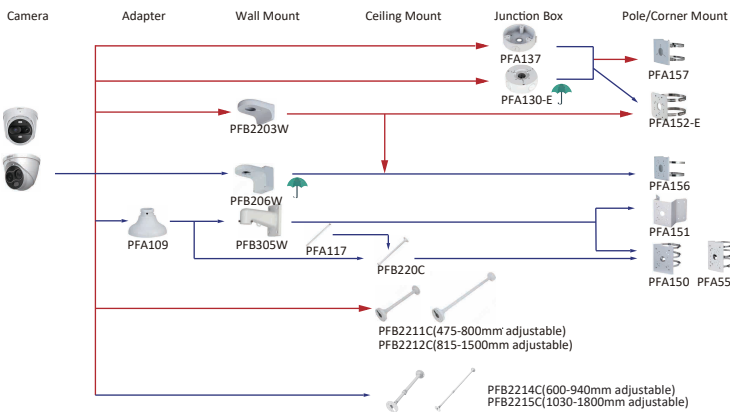 Camera Adapter Wall Mount Ceiling Mount Junction Box Pole/Corner Mount
PFA137
PFA157
PFA130-E
PFB2203W
PFA152-E
PFA156
PFB206W
PFA151
PFA109
PFB305W
PFA117
PFB220C
PFA150
PFA55
PFB2211C(475-800mm adjustable)
PFB2212C(815-1500mm adjustable)
PFB2214C(600-940mm adjustable)
PFB2215C(1030-1800mm adjustable)